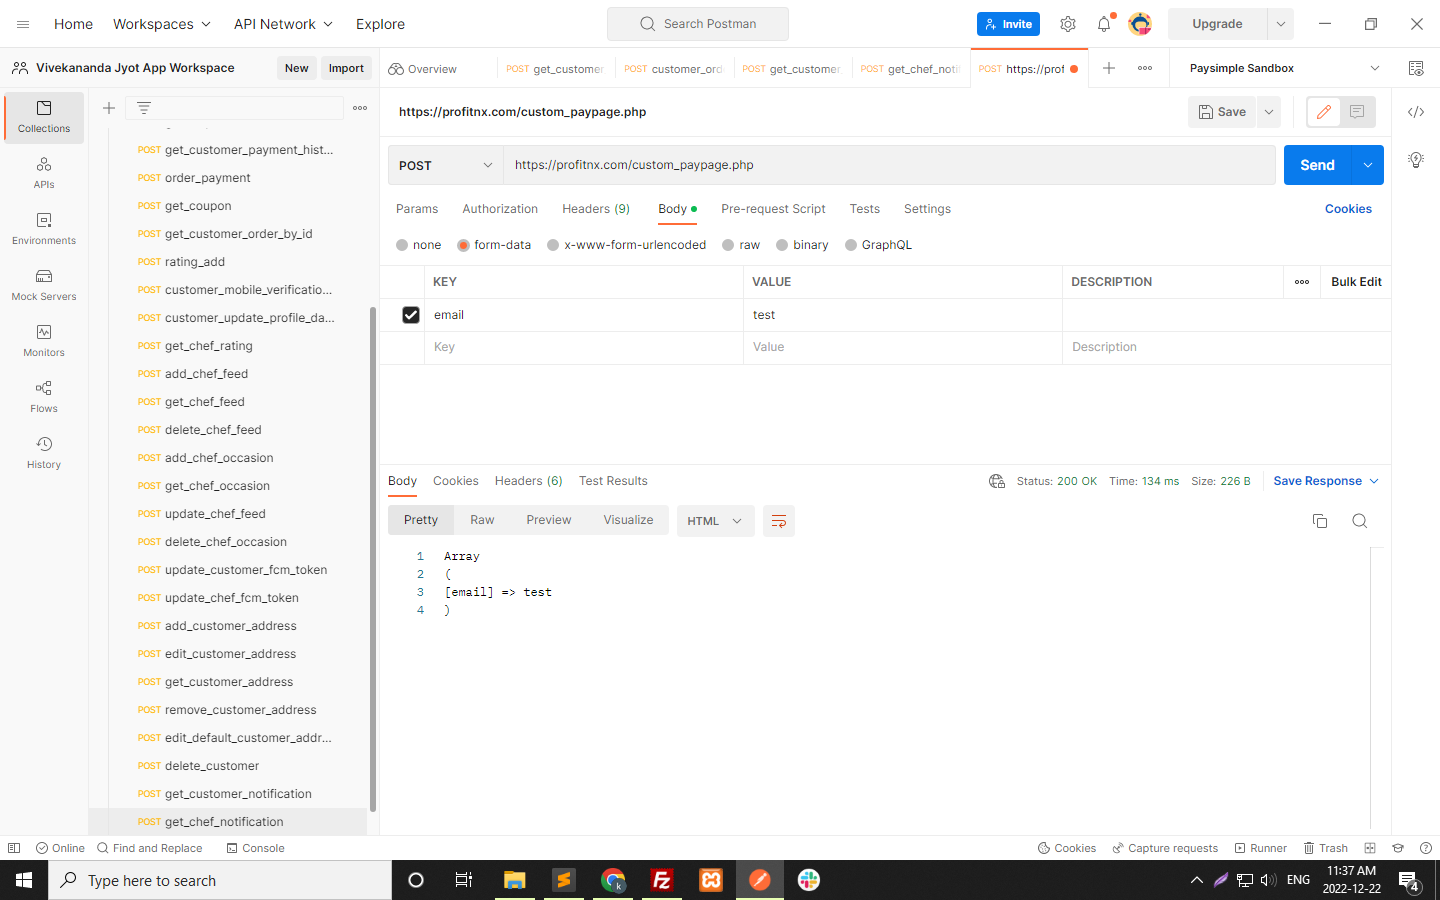 Home
Workspaces
API Network
Explore
Search Postman
Invite
Upgrade
Vivekananda Jyot App Workspace
New
Import
Overview
POST get_customer
POST customer_ord
POST get_customer
POST get_chef_noti
POST https://prof
Paysimple Sandbox
Collections
APIs
Environments
Mock Servers
Monitors
Flows
History
POST get_customer_payment_hist...
POST order_payment
POST get_coupon
POST get_customer_order_by_id
POST rating_add
POST customer_mobile_verificatio...
POST customer_update_profile_da...
POST get_chef_rating
POST add_chef_feed
POST get_chef_feed
POST delete_chef_feed
POST add_chef_occasion
POST get_chef_occasion
POST update_chef_feed
POST delete_chef_occasion
POST update_customer_fcm_token
POST update_chef_fcm_token
POST add_customer_address
POST edit_customer_address
POST get_customer_address
POST remove_customer_address
POST edit_default_customer_addr...
POST delete_customer
POST get_customer_notification
POST get_chef_notification
https://profitnx.com/custom_paypage.php
Save
POST
https://profitnx.com/custom_paypage.php
Send
Params
Authorization
Headers (9)
Body
Pre-request Script
Tests
Settings
Cookies
none
form-data
x-www-form-urlencoded
raw
binary
GraphQL
KEY
VALUE
DESCRIPTION
Bulk Edit
email
test
Key
Value
Description
Body
Cookies
Headers (6)
Test Results
Status: 200 OK
Time: 134 ms
Size: 226 B
Save Response
Pretty
Raw
Preview
Visualize
HTML
1 Array
2 (
3 [email] => test
4 )
Online
Find and Replace
Console
Cookies
Capture requests
Runner
Trash
Type here to search
k
ENG
11:37 AM
2022-12-22
4